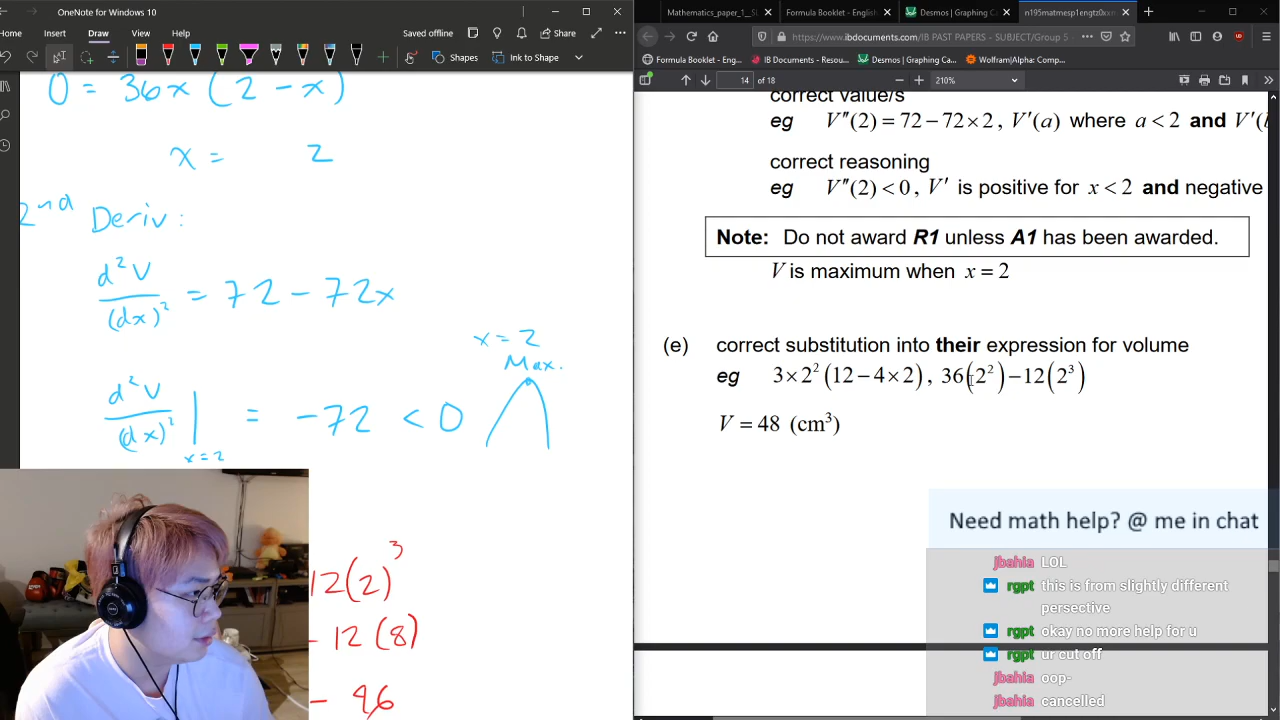 OneNote for Windows 10
Home Insert Draw View Help Saved offline Share
Shapes Ink to Shape
0 = 36x (2 - x)
x = 2
2nd Deriv:
d²V/(dx)² = 72 - 72x
x = 2
Max.
d²V/(dx)² | x=2 = -72 < 0
12(2)³
- 12 (8)
- 96
Mathematics_paper_1_ S Formula Booklet - English Desmos | Graphing Ca n195matmesp1engtz0xxm
https://www.ibdocuments.com/IB PAST PAPERS - SUBJECT/Group 5
Formula Booklet - Eng... IB Documents - Resou... Desmos | Graphing Ca... Wolfram|Alpha: Comp...
14 of 18 210%
correct value/s
eg V″(2) = 72 − 72 × 2, V′(a) where a < 2 and V′(
correct reasoning
eg V″(2) < 0, V′ is positive for x < 2 and negative
Note: Do not award R1 unless A1 has been awarded.
V is maximum when x = 2
(e) correct substitution into their expression for volume
eg 3 × 2² (12 − 4 × 2), 36(2²) − 12(2³)
V = 48 (cm³)
Need math help? @ me in chat
jbahia LOL
rgpt this is from slightly different
persective
rgpt okay no more help for u
rgpt ur cut off
jbahia oop-
jbahia cancelled